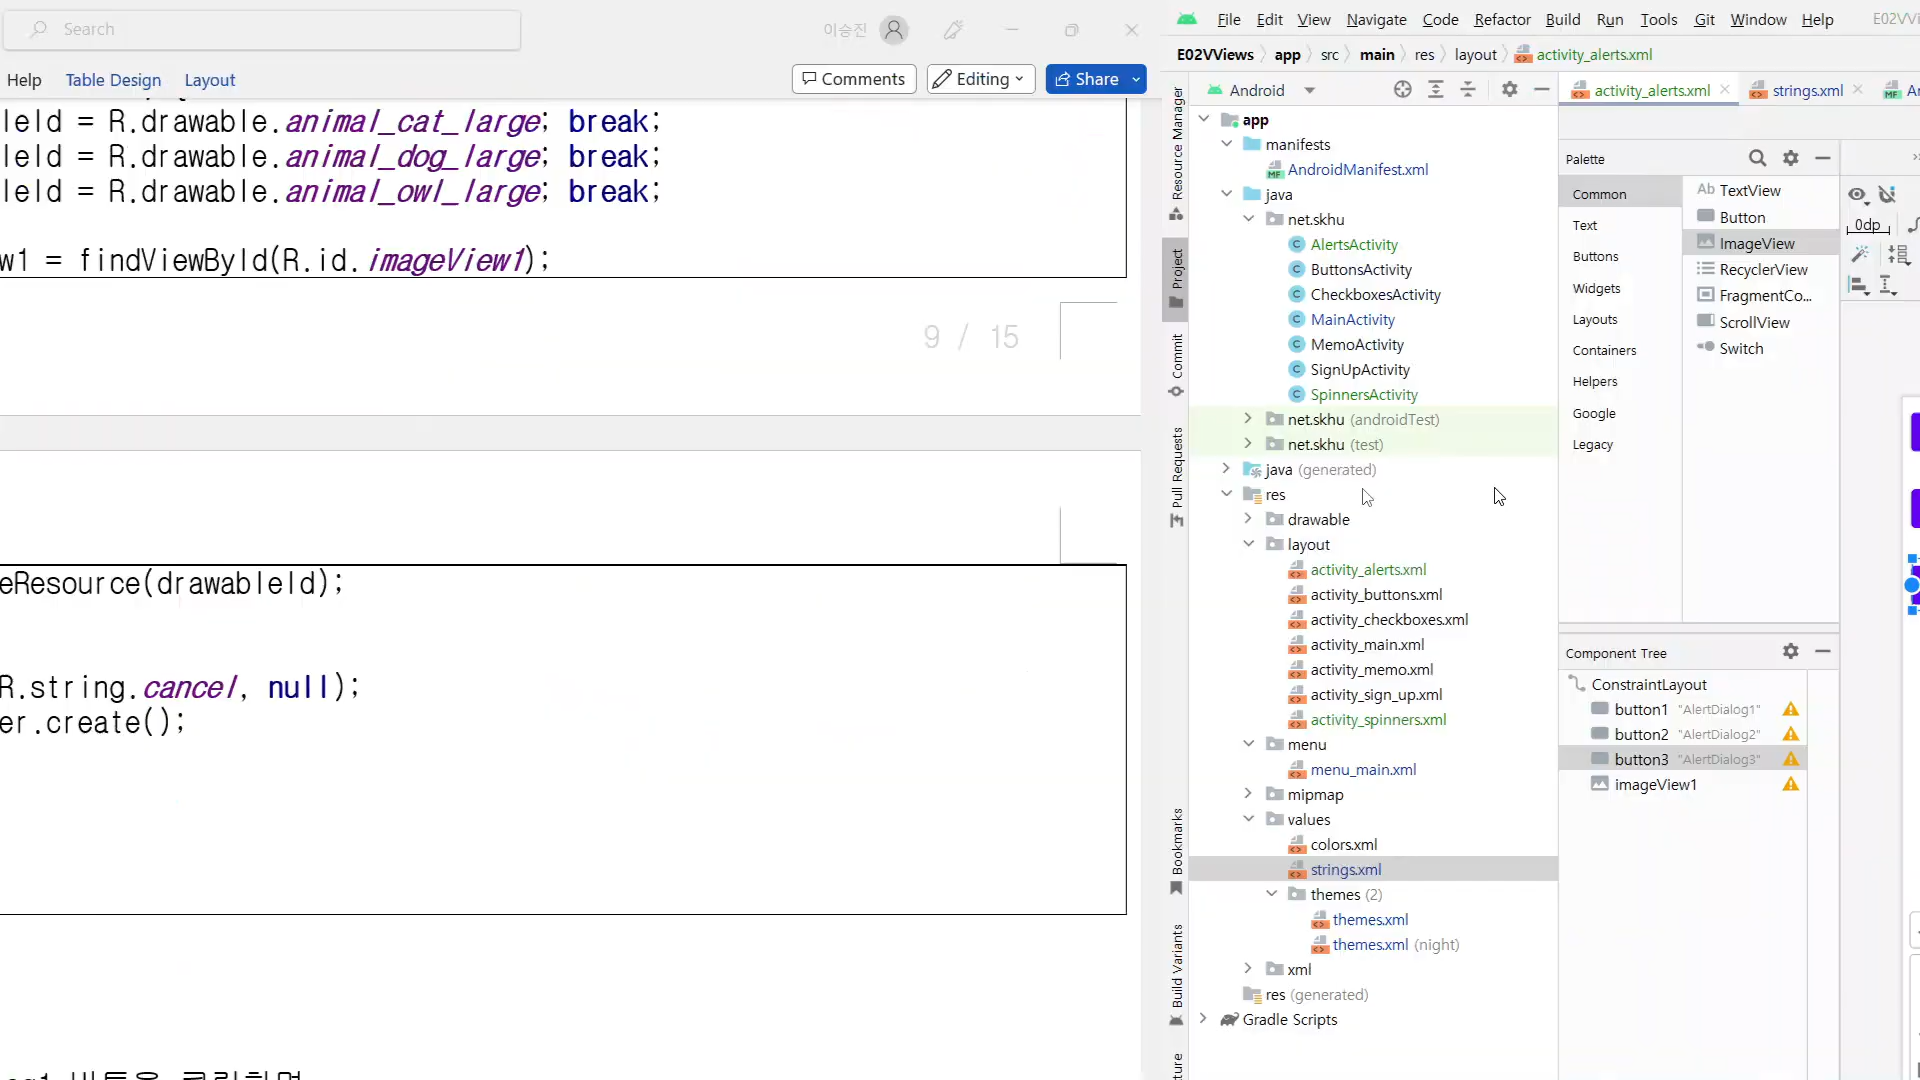 Search
이승진
Help Table Design Layout
Comments Editing Share
leId = R.drawable.animal_cat_large; break;
leId = R.drawable.animal_dog_large; break;
leId = R.drawable.animal_owl_large; break;
w1 = findViewById(R.id.imageView1);
9 / 15
eResource(drawableId);
R.string.cancel, null);
er.create();
File Edit View Navigate Code Refactor Build Run Tools Git Window Help
E02VViews app src main res layout activity_alerts.xml
Android
activity_alerts.xml strings.xml
Resource Manager
Project
Commit
Pull Requests
Bookmarks
Build Variants
app
manifests
AndroidManifest.xml
java
net.skhu
AlertsActivity
ButtonsActivity
CheckboxesActivity
MainActivity
MemoActivity
SignUpActivity
SpinnersActivity
net.skhu (androidTest)
net.skhu (test)
java (generated)
res
drawable
layout
activity_alerts.xml
activity_buttons.xml
activity_checkboxes.xml
activity_main.xml
activity_memo.xml
activity_sign_up.xml
activity_spinners.xml
menu
menu_main.xml
mipmap
values
colors.xml
strings.xml
themes (2)
themes.xml
themes.xml (night)
xml
res (generated)
Gradle Scripts
Palette
Common
Text
Buttons
Widgets
Layouts
Containers
Helpers
Google
Legacy
Ab TextView
Button
ImageView
RecyclerView
FragmentCo...
ScrollView
Switch
0dp
Component Tree
ConstraintLayout
button1 "AlertDialog1"
button2 "AlertDialog2"
button3 "AlertDialog3"
imageView1